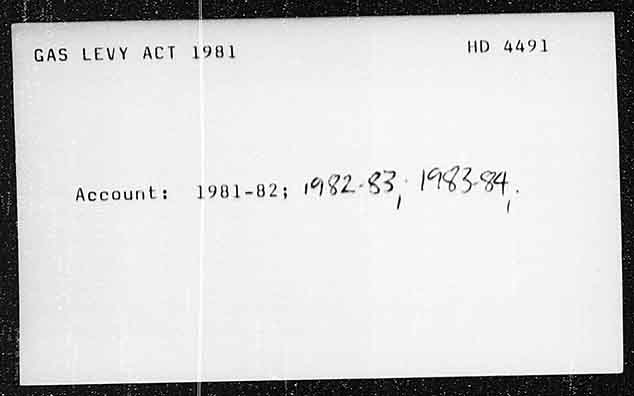 GAS LEVY ACT 1981 HD 4491
Account: 1981-82; 1982-83; 1983-84;